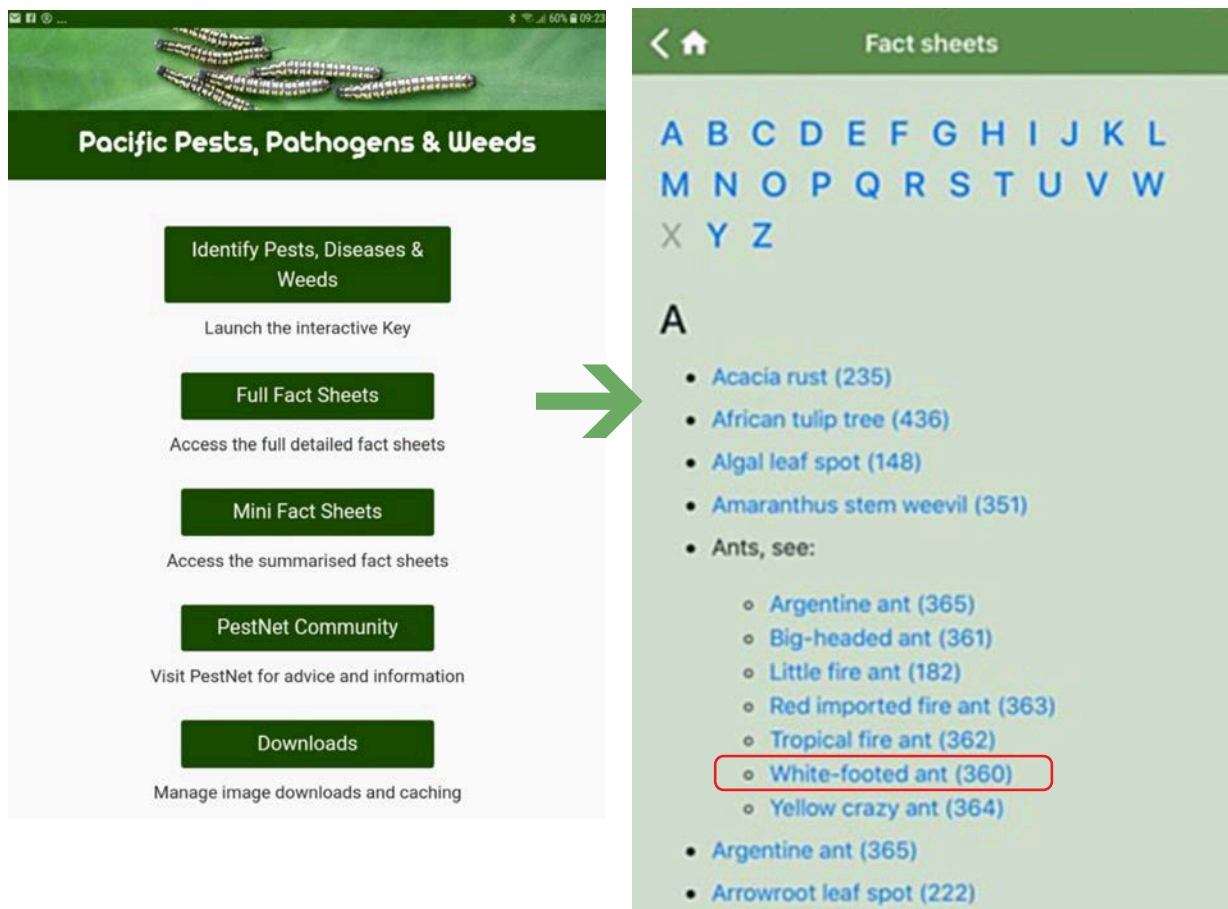 ... 60% 09:23
Pacific Pests, Pathogens & Weeds
Identify Pests, Diseases &
Weeds
Launch the interactive Key
Full Fact Sheets
Access the full detailed fact sheets
Mini Fact Sheets
Access the summarised fact sheets
PestNet Community
Visit PestNet for advice and information
Downloads
Manage image downloads and caching
Fact sheets
A B C D E F G H I J K L
M N O P Q R S T U V W
X Y Z
A
• Acacia rust (235)
• African tulip tree (436)
• Algal leaf spot (148)
• Amaranthus stem weevil (351)
• Ants, see:
∘ Argentine ant (365)
∘ Big-headed ant (361)
∘ Little fire ant (182)
∘ Red imported fire ant (363)
∘ Tropical fire ant (362)
∘ White-footed ant (360)
∘ Yellow crazy ant (364)
• Argentine ant (365)
• Arrowroot leaf spot (222)